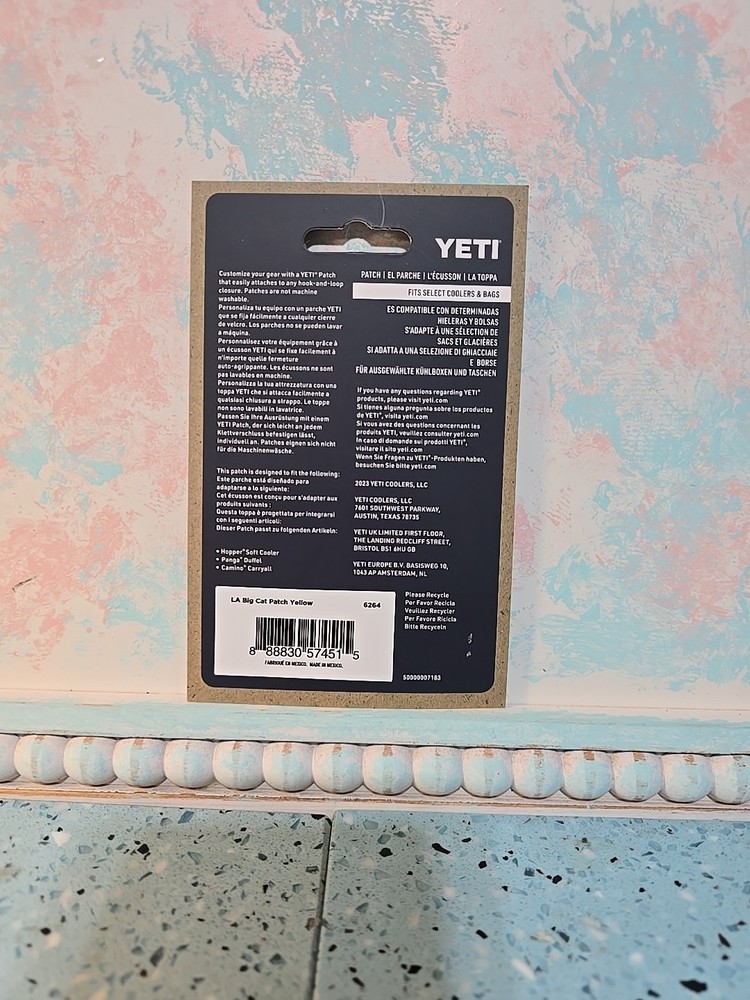 YETI
Customize your gear with a YETI® Patch
that easily attaches to any hook-and-loop
closure. Patches are not machine
washable.
Personaliza tu equipo con un parche YETI
que se fija fácilmente a cualquier cierre
de velcro. Los parches no se pueden lavar
a máquina.
Personnalisez votre équipement grâce à
un écusson YETI qui se fixe facilement à
n'importe quelle fermeture
auto-agrippante. Les écussons ne sont
pas lavables en machine.
Personalizza la tua attrezzatura con una
toppa YETI che si attacca facilmente a
qualsiasi chiusura a strappo. Le toppe
non sono lavabili in lavatrice.
Passen Sie Ihre Ausrüstung mit einem
YETI Patch, der sich leicht an jedem
Klettverschluss befestigen lässt,
individuell an. Patches eignen sich nicht
für die Maschinenwäsche.
This patch is designed to fit the following:
Este parche está diseñado para
adaptarse a lo siguiente:
Cet écusson est conçu pour s'adapter aux
produits suivants :
Questa toppa è progettata per integrarsi
con i seguenti articoli:
Dieser Patch passt zu folgenden Artikeln:
• Hopper® Soft Cooler
• Panga® Duffel
• Camino® Carryall
PATCH | EL PARCHE | L'ÉCUSSON | LA TOPPA
FITS SELECT COOLERS & BAGS
ES COMPATIBLE CON DETERMINADAS
HIELERAS Y BOLSAS
S'ADAPTE À UNE SÉLECTION DE
SACS ET GLACIÈRES
SI ADATTA A UNA SELEZIONE DI GHIACCIAIE
E BORSE
FÜR AUSGEWÄHLTE KÜHLBOXEN UND TASCHEN
If you have any questions regarding YETI®
products, please visit yeti.com
Si tienes alguna pregunta sobre los productos
de YETI®, visita yeti.com
Si vous avez des questions concernant les
produits YETI, veuillez consulter yeti.com
In caso di domande sui prodotti YETI®,
visitare il sito yeti.com
Wenn Sie Fragen zu YETI®-Produkten haben,
besuchen Sie bitte yeti.com
2023 YETI COOLERS, LLC
YETI COOLERS, LLC
7601 SOUTHWEST PARKWAY,
AUSTIN, TEXAS 78735
YETI UK LIMITED FIRST FLOOR,
THE LANDING REDCLIFF STREET,
BRISTOL BS1 6HU GB
YETI EUROPE B.V. BASISWEG 10,
1043 AP AMSTERDAM, NL
LA Big Cat Patch Yellow 6264
8 88830 57451 5
FABRIQUÉ EN MEXICO. MADE IN MEXICO.
Please Recycle
Por Favor Recicla
Veuillez Recycler
Per Favore Ricicla
Bitte Recyceln
50900007183